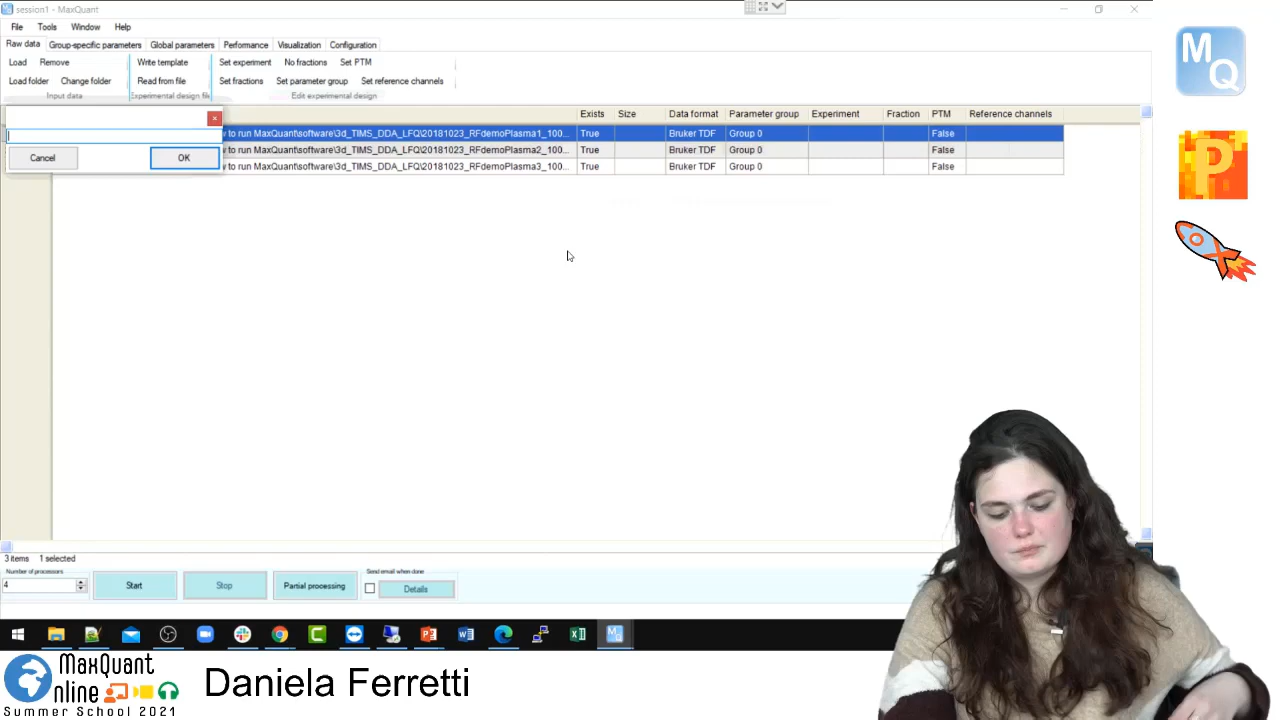 session1 - MaxQuant
File Tools Window Help
Raw data Group-specific parameters Global parameters Performance Visualization Configuration
Load Remove Write template Set experiment No fractions Set PTM
Load folder Change folder Read from file Set fractions Set parameter group Set reference channels
Input data Experimental design file Edit experimental design
Exists Size Data format Parameter group Experiment Fraction PTM Reference channels
to run MaxQuant\software\3d_TIMS_DDA_LFQ\20181023_RFdemoPlasma1_100... True Bruker TDF Group 0 False
to run MaxQuant\software\3d_TIMS_DDA_LFQ\20181023_RFdemoPlasma2_100... True Bruker TDF Group 0 False
to run MaxQuant\software\3d_TIMS_DDA_LFQ\20181023_RFdemoPlasma3_100... True Bruker TDF Group 0 False
Cancel OK
3 items 1 selected
Number of processors Send email when done
4 Start Stop Partial processing Details
MaxQuant
Online
Summer School 2021
Daniela Ferretti
MQ
P